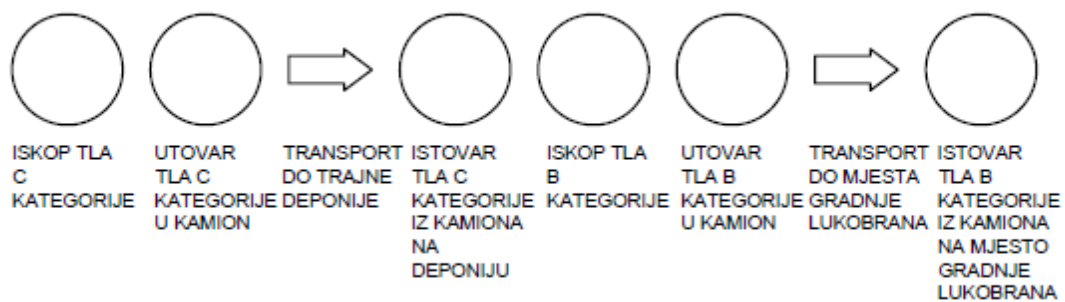 ISKOP TLA
C
KATEGORIJE
UTOVAR
TLA C
KATEGORIJE
U KAMION
TRANSPORT
DO TRAJNE
DEPONIJE
ISTOVAR
TLA C
KATEGORIJE
IZ KAMIONA
NA
DEPONIJU
ISKOP TLA
B
KATEGORIJE
UTOVAR
TLA B
KATEGORIJE
U KAMION
TRANSPORT
DO MJESTA
GRADNJE
LUKOBRANA
ISTOVAR
TLA B
KATEGORIJE
IZ KAMIONA
NA MJESTO
GRADNJE
LUKOBRANA